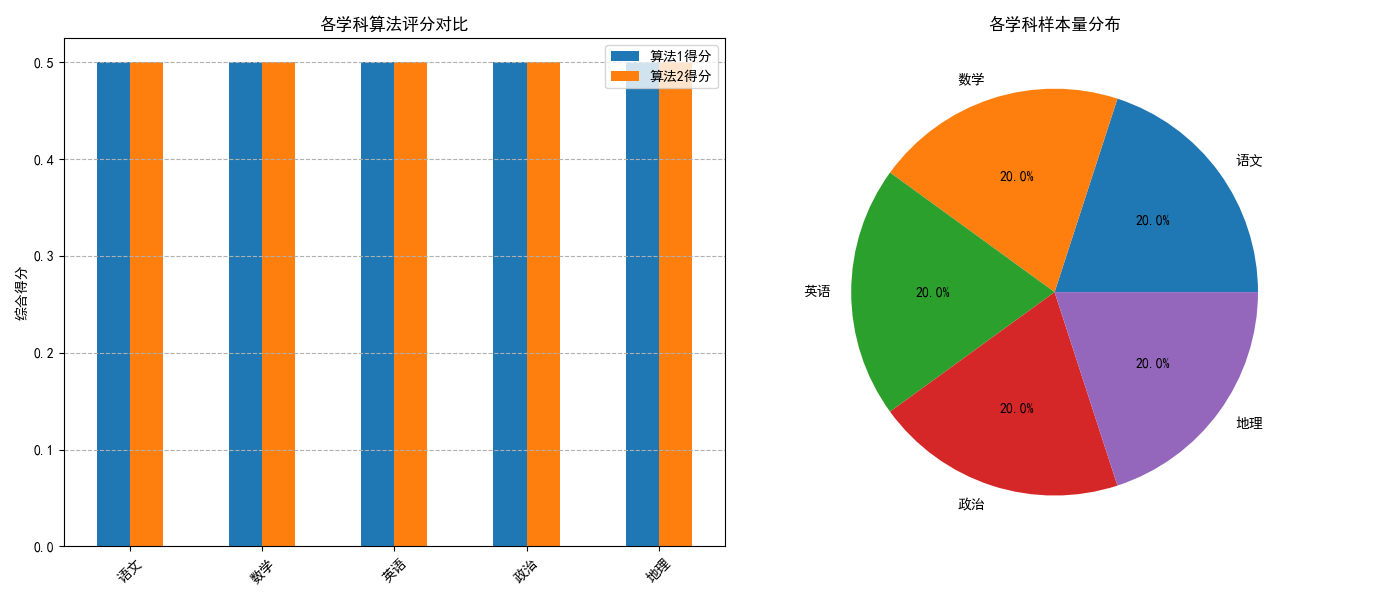 各学科算法评分对比
算法1得分
算法2得分
综合得分
0.5
0.4
0.3
0.2
0.1
0.0
语文
数学
英语
政治
地理
各学科样本量分布
数学
语文
20.0%
20.0%
英语
20.0%
20.0%
20.0%
地理
政治